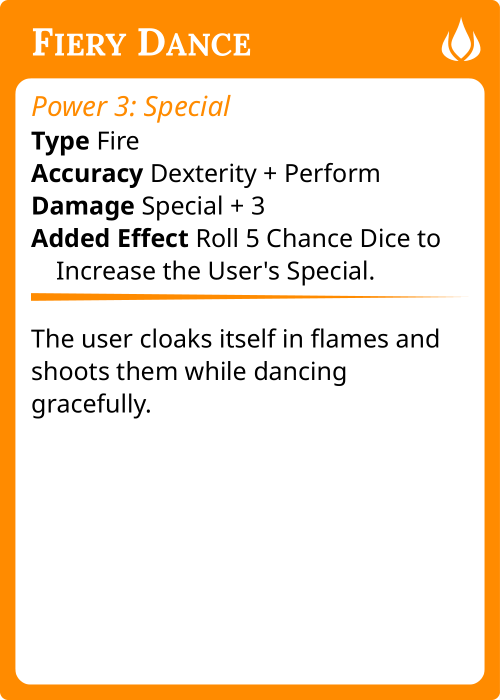 Fiery Dance
Power 3: Special
Type Fire
Accuracy Dexterity + Perform
Damage Special + 3
Added Effect Roll 5 Chance Dice to
Increase the User's Special.
The user cloaks itself in flames and
shoots them while dancing
gracefully.